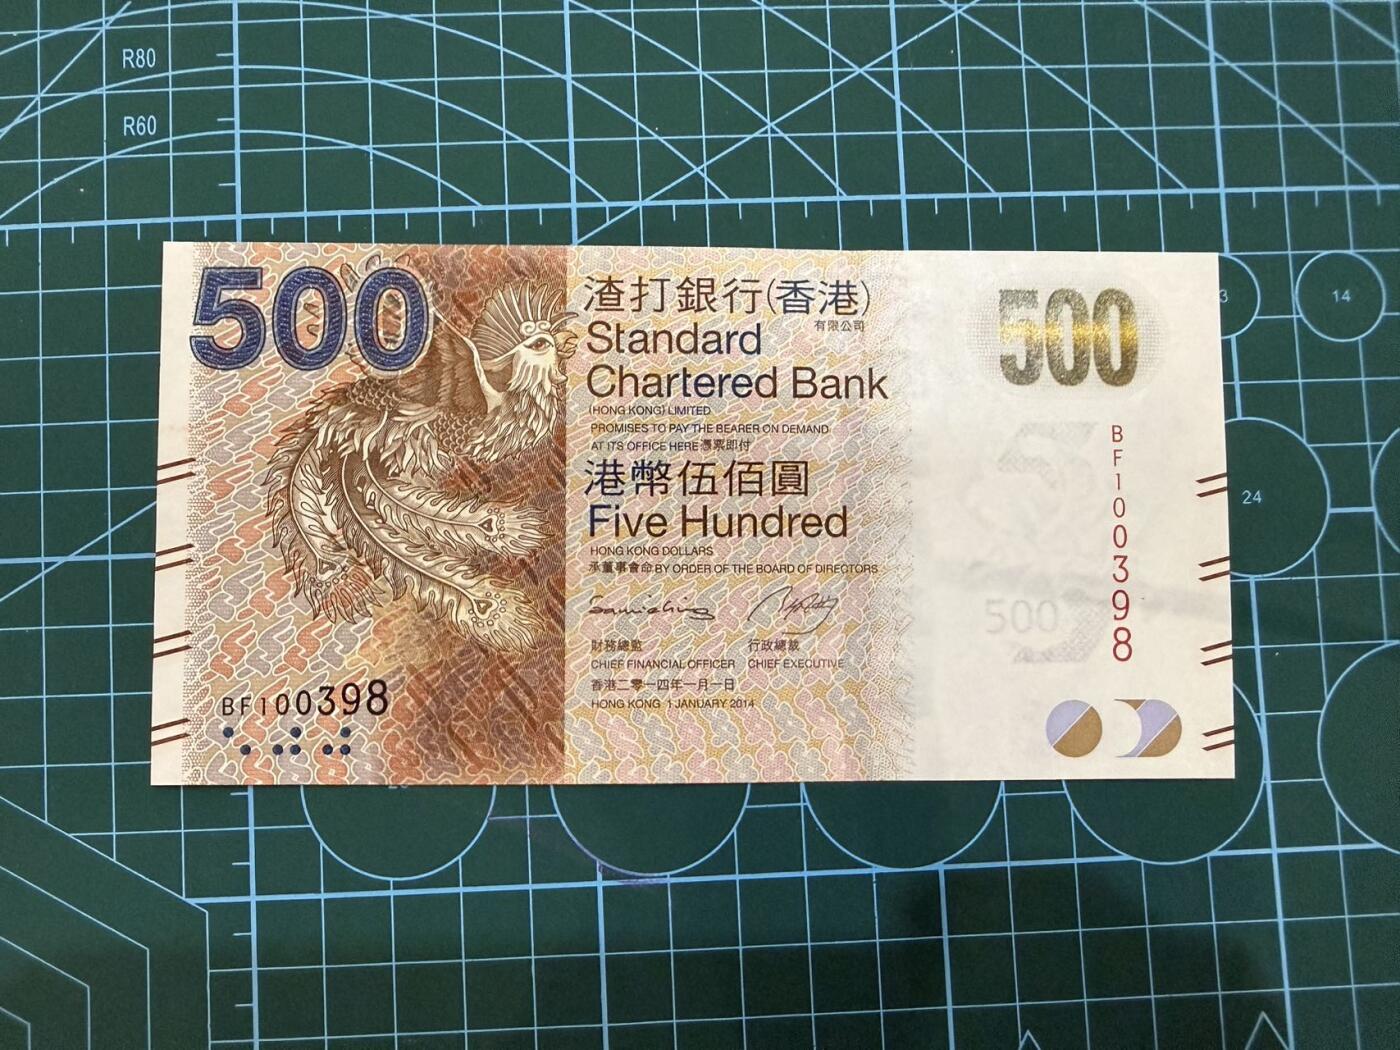 R80
R60
500
渣打銀行(香港)
有限公司
Standard
Chartered Bank
(HONG KONG) LIMITED
PROMISES TO PAY THE BEARER ON DEMAND
AT ITS OFFICE HERE 憑票即付
港幣伍佰圓
Five Hundred
HONG KONG DOLLARS
承董事會命 BY ORDER OF THE BOARD OF DIRECTORS
財務總監 行政總裁
CHIEF FINANCIAL OFFICER CHIEF EXECUTIVE
香港二零一四年一月一日
HONG KONG 1 JANUARY 2014
BF100398
500
BF100398
500
3
14
24